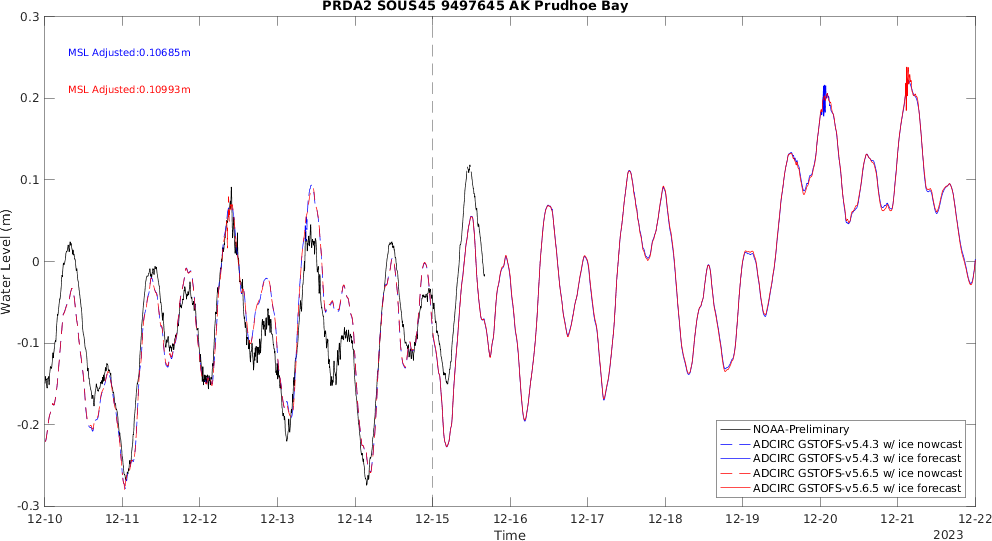 PRDA2 SOUS45 9497645 AK Prudhoe Bay
0.3
MSL Adjusted:0.10685m
MSL Adjusted:0.10993m
0.2
0.1
0
-0.1
-0.2
-0.3
Water Level (m)
NOAA-Preliminary
ADCIRC GSTOFS-v5.4.3 w/ ice nowcast
ADCIRC GSTOFS-v5.4.3 w/ ice forecast
ADCIRC GSTOFS-v5.6.5 w/ ice nowcast
ADCIRC GSTOFS-v5.6.5 w/ ice forecast
12-10 12-11 12-12 12-13 12-14 12-15 12-16 12-17 12-18 12-19 12-20 12-21 12-22
Time
2023